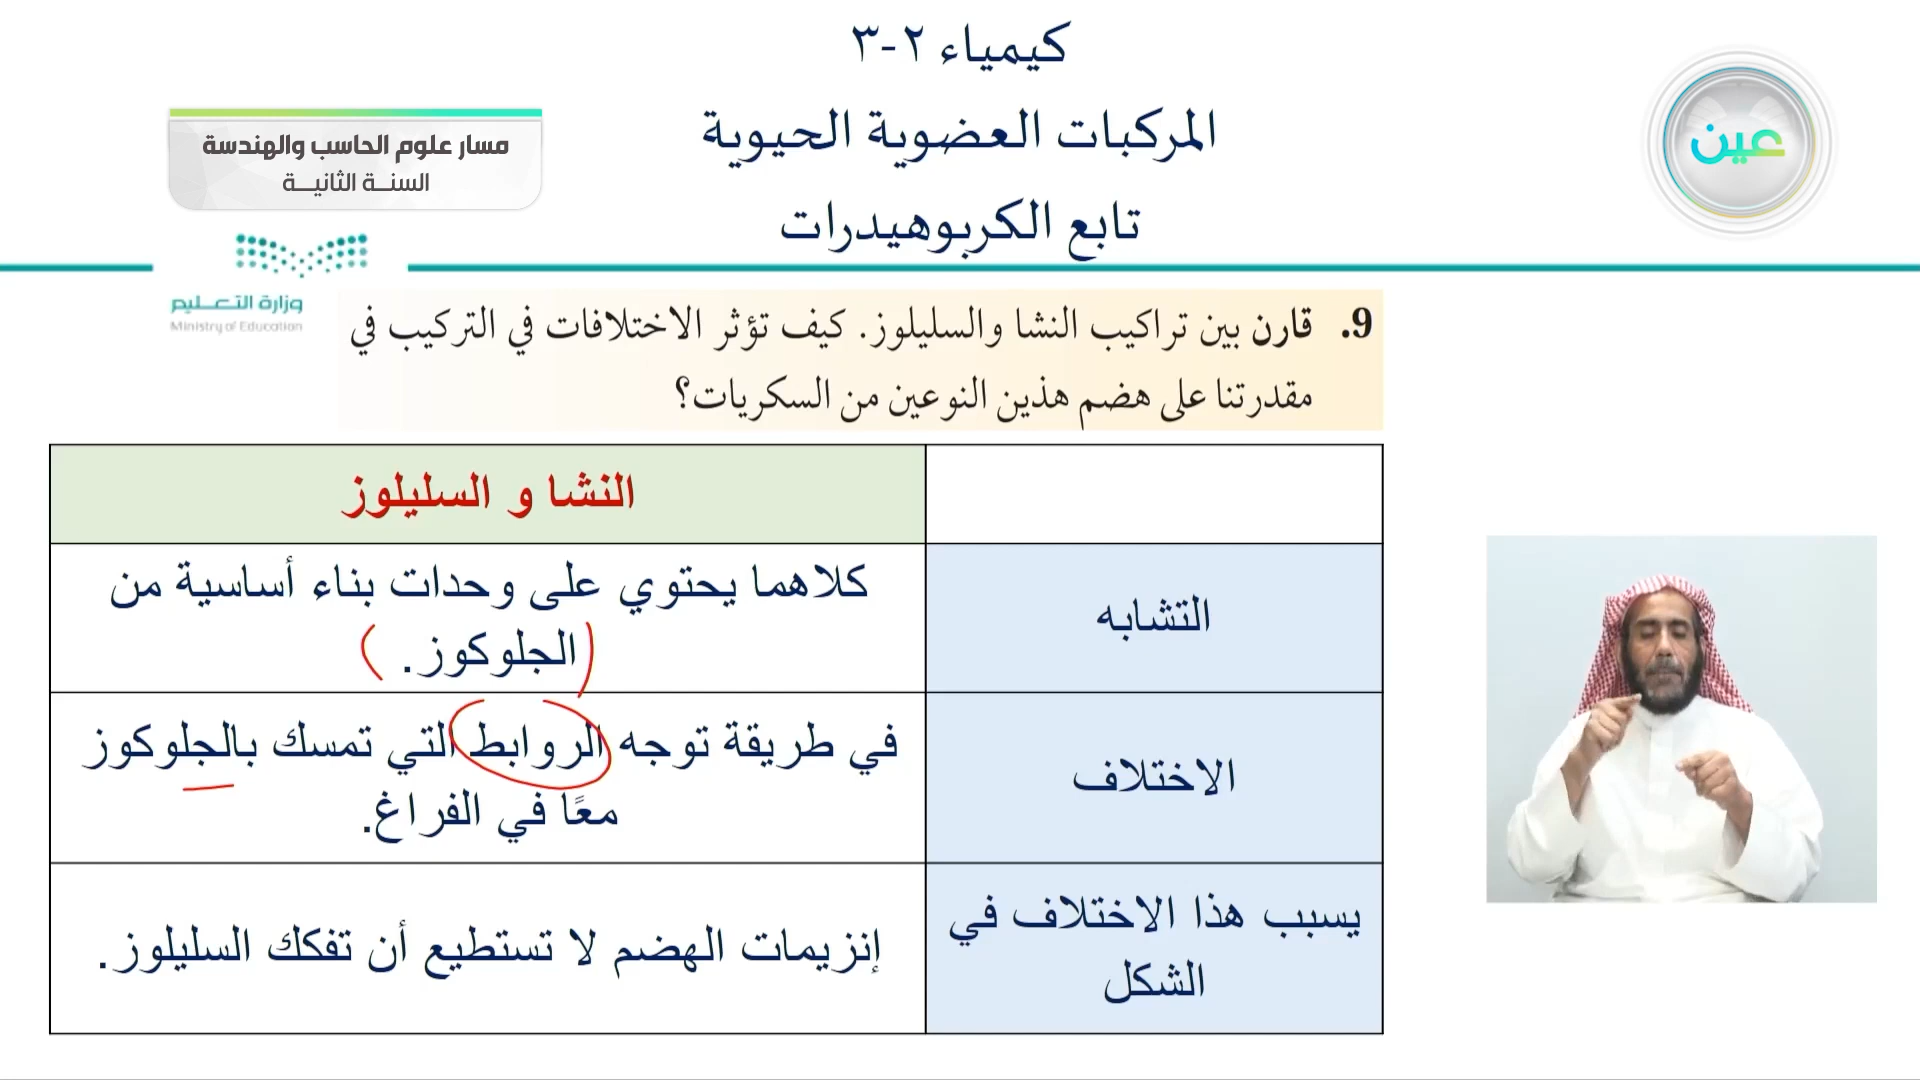 كيمياء ٢-٣
المركبات العضوية الحيوية
تابع الكربوهيدرات
عين
مسار علوم الحاسب والهندسة
السنة الثانية
وزارة التعليم
Ministry of Education
9. قارن بين تراكيب النشا والسليلوز. كيف تؤثر الاختلافات في التركيب في
مقدرتنا على هضم هذين النوعين من السكريات؟
النشا و السليلوز
التشابه
كلاهما يحتوي على وحدات بناء أساسية من
الجلوكوز.
الاختلاف
في طريقة توجه الروابط التي تمسك بالجلوكوز
معًا في الفراغ.
يسبب هذا الاختلاف في
الشكل
إنزيمات الهضم لا تستطيع أن تفكك السليلوز.